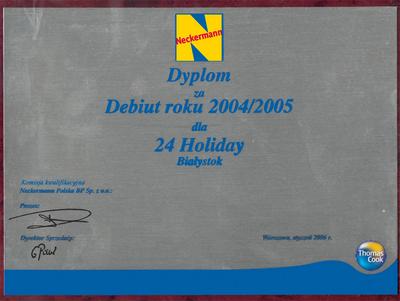 Neckermann
Dyplom
za
Debiut roku 2004/2005
dla
24 Holiday
Białystok
Komisja kwalifikacyjna
Neckermann Polska BP Sp. z o.o.:
Prezes:
Dyrektor Sprzedaży:
Warszawa, styczeń 2006 r.
Thomas
Cook